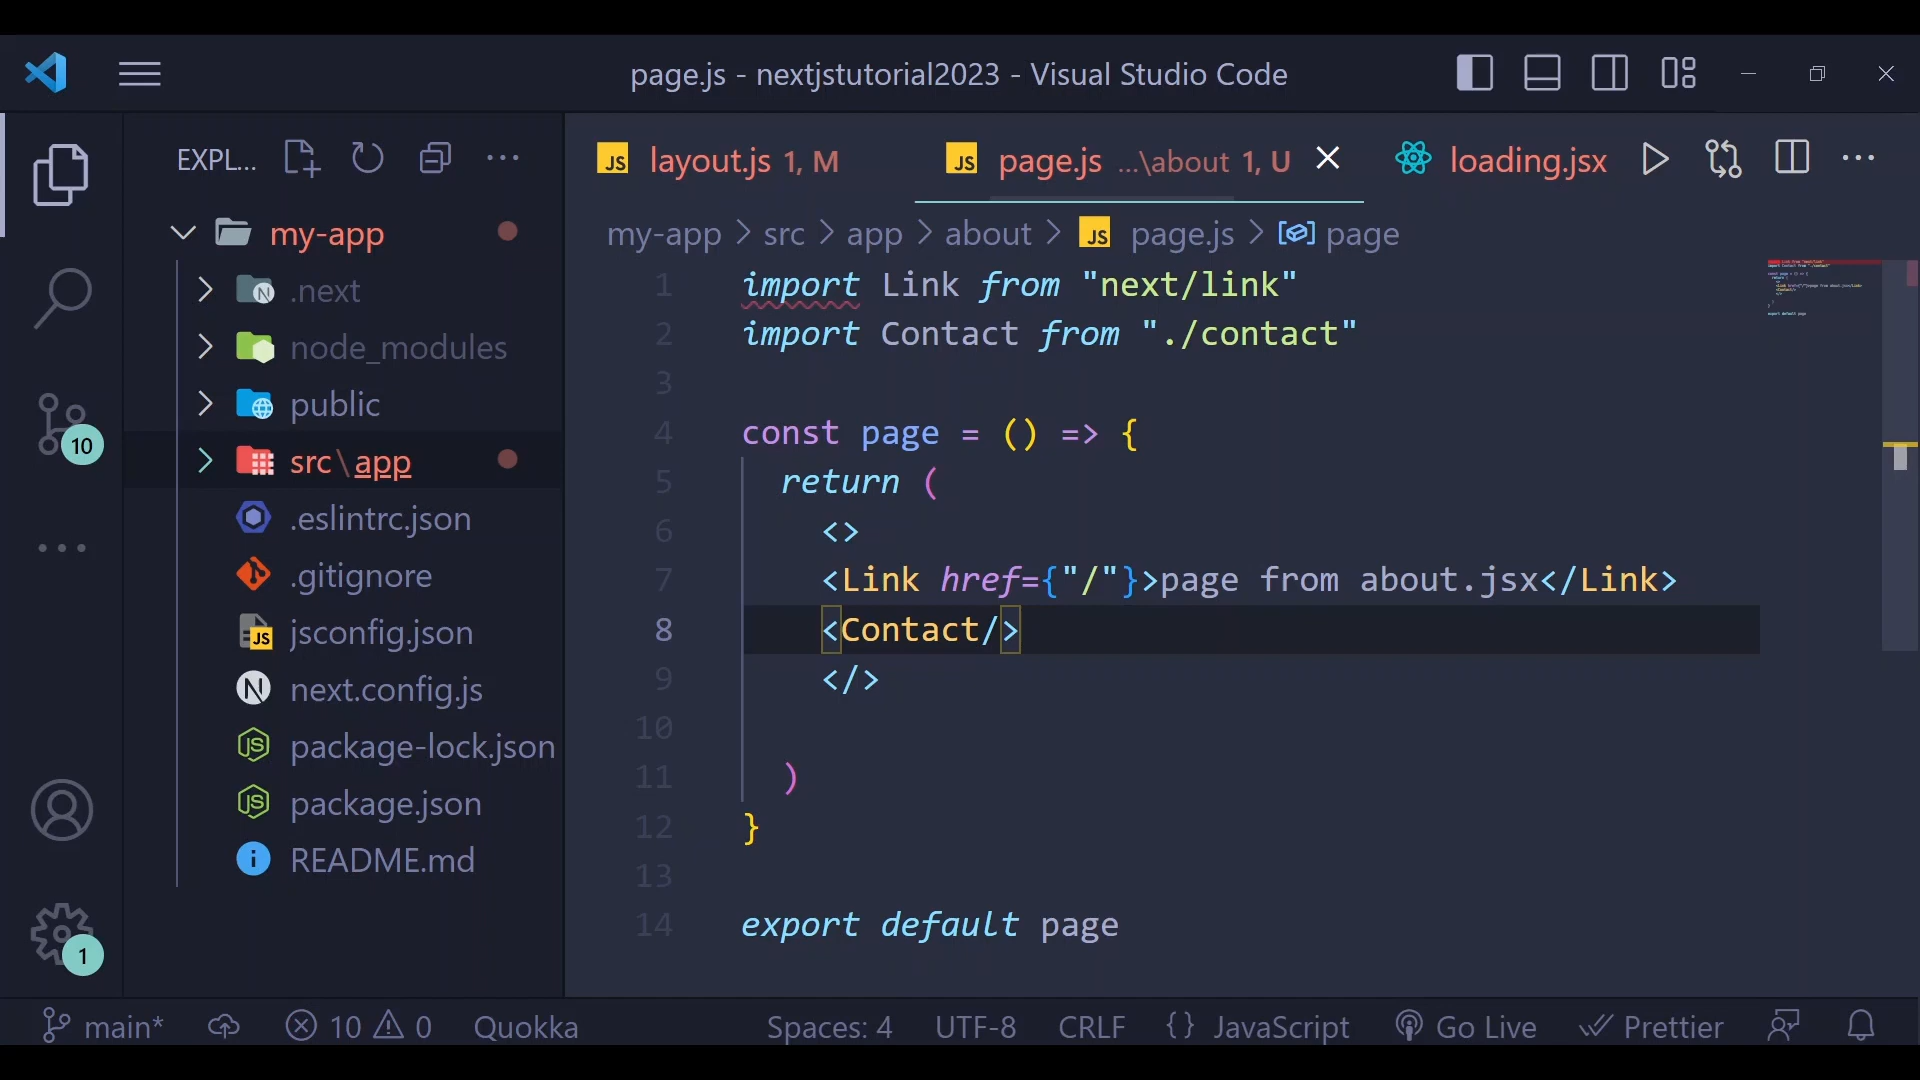 page.js - nextjstutorial2023 - Visual Studio Code
EXPL...
layout.js 1, M
page.js ...\about 1, U
loading.jsx
my-app > src > app > about > JS page.js > page
my-app
.next
node_modules
public
src\app
.eslintrc.json
.gitignore
jsconfig.json
next.config.js
package-lock.json
package.json
README.md
10
1
1 import Link from "next/link"
2 import Contact from "./contact"
3
4 const page = () => {
5 return (
6 <>
7 <Link href={"/"}>page from about.jsx</Link>
8 <Contact/>
9 </>
10
11 )
12 }
13
14 export default page
main* 10 0 Quokka Spaces: 4 UTF-8 CRLF {} JavaScript Go Live Prettier